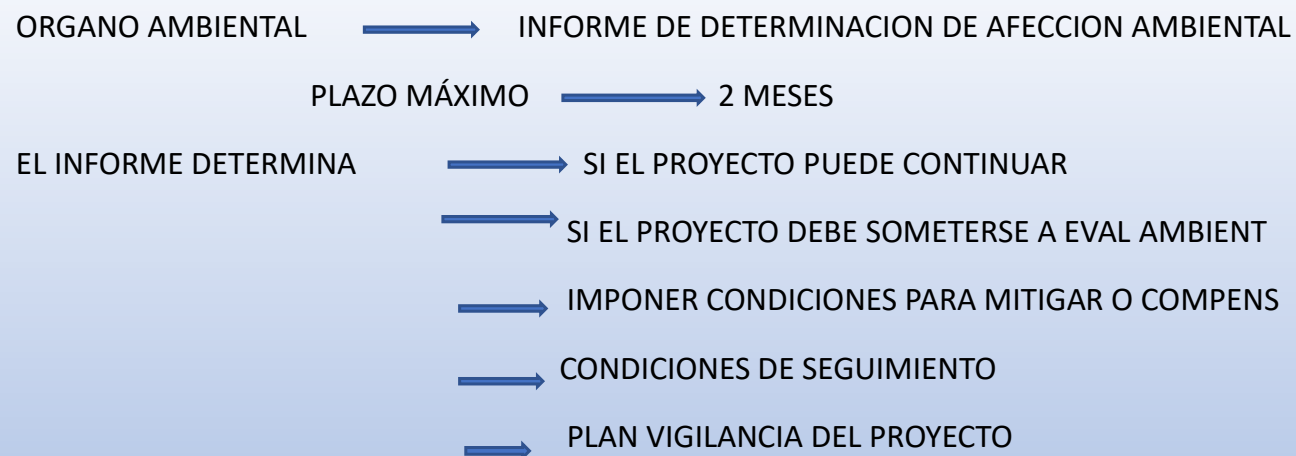 ORGANO AMBIENTAL INFORME DE DETERMINACION DE AFECCION AMBIENTAL
PLAZO MÁXIMO 2 MESES
EL INFORME DETERMINA SI EL PROYECTO PUEDE CONTINUAR
SI EL PROYECTO DEBE SOMETERSE A EVAL AMBIENT
IMPONER CONDICIONES PARA MITIGAR O COMPENS
CONDICIONES DE SEGUIMIENTO
PLAN VIGILANCIA DEL PROYECTO